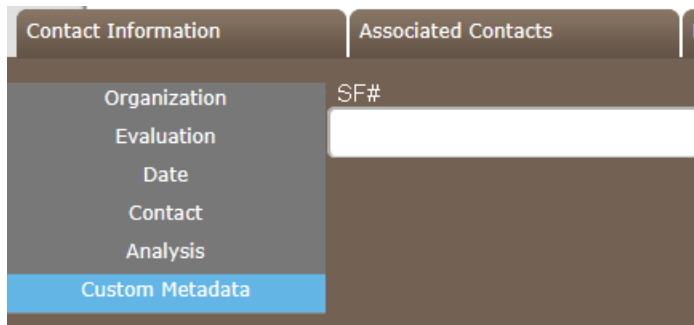 Contact Information
Associated Contacts
Organization
SF#
Evaluation
Date
Contact
Analysis
Custom Metadata